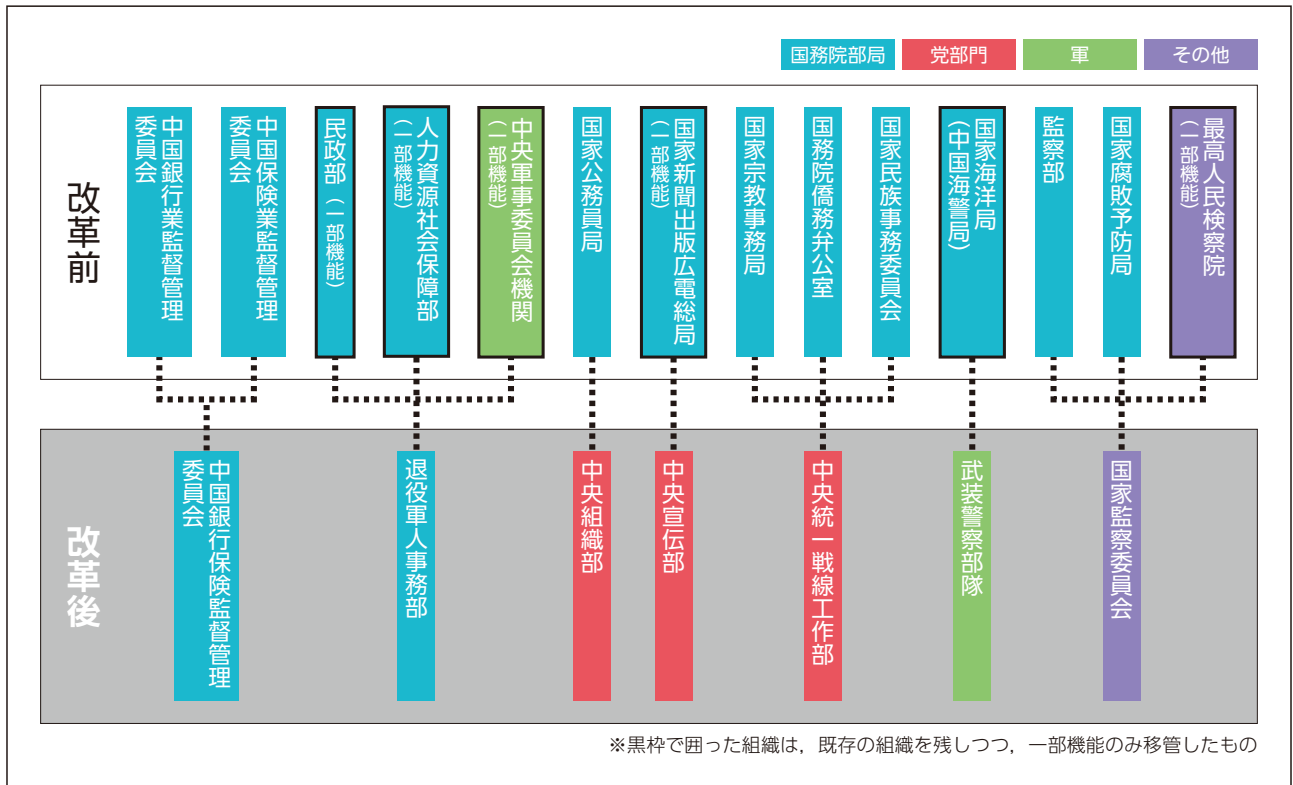 国務院部局
党部門
軍
その他
改革前
中国銀行業監督管理
委員会
中国保険業監督管理
委員会
民政部（一部機能）
人力資源社会保障部
（一部機能）
中央軍事委員会機関
（一部機能）
国家公務員局
国家新聞出版広電総局
（一部機能）
国家宗教事務局
国務院僑務弁公室
国家民族事務委員会
国家海洋局
（中国海警局）
監察部
国家腐敗予防局
最高人民検察院
（一部機能）
改革後
中国銀行保険監督管理
委員会
退役軍人事務部
中央組織部
中央宣伝部
中央統一戦線工作部
武装警察部隊
国家監察委員会
※黒枠で囲った組織は，既存の組織を残しつつ，一部機能のみ移管したもの